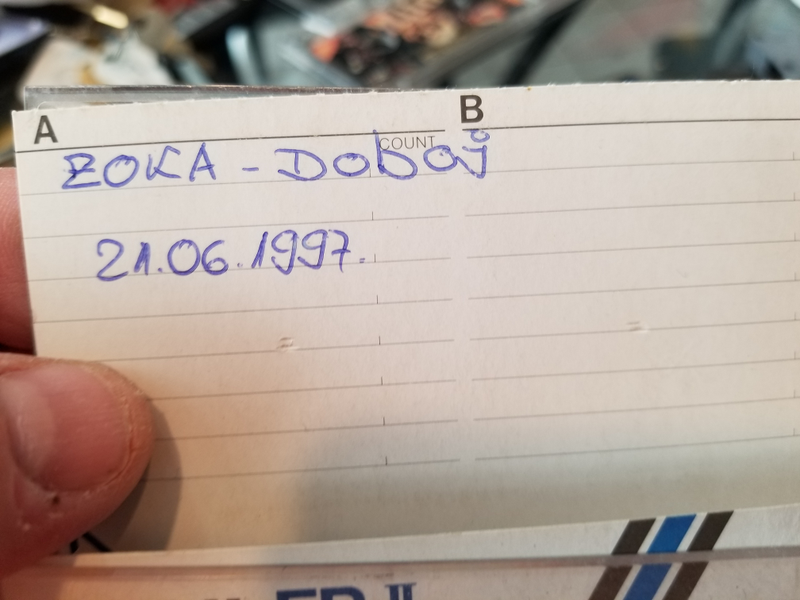 A
B
COUNT
ZOKA - Doboj
21.06.1997.